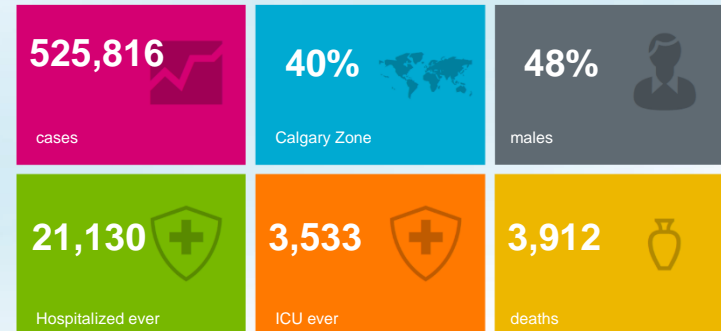 525,816
cases
40%
Calgary Zone
48%
males
21,130
Hospitalized ever
3,533
ICU ever
3,912
deaths